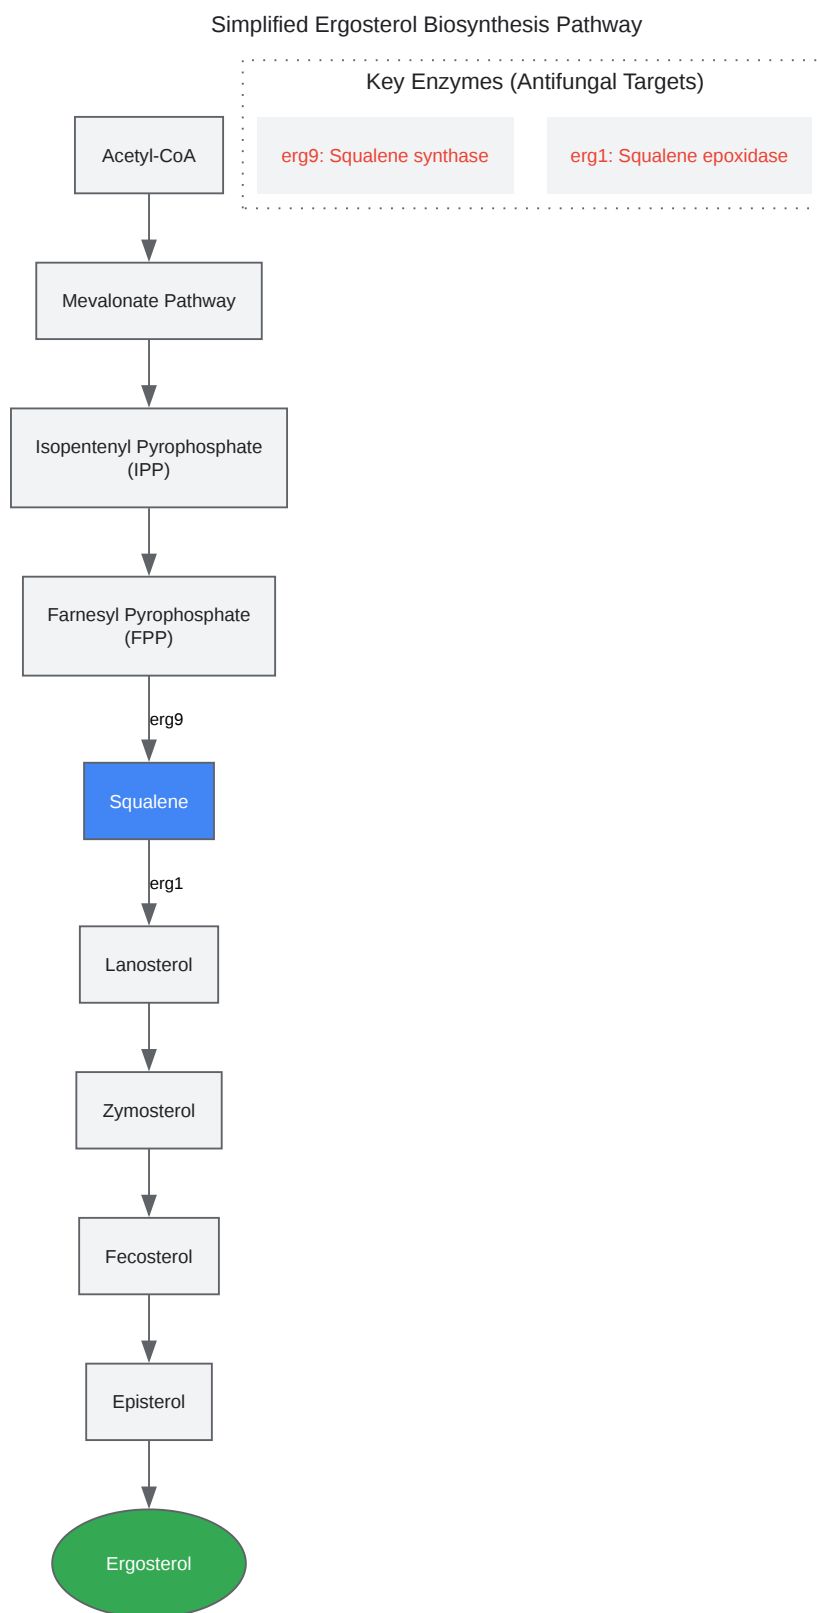 Simplified Ergosterol Biosynthesis Pathway
Key Enzymes (Antifungal Targets)
erg9: Squalene synthase
erg1: Squalene epoxidase
Acetyl-CoA
Mevalonate Pathway
Isopentenyl Pyrophosphate
(IPP)
Farnesyl Pyrophosphate
(FPP)
erg9
Squalene
erg1
Lanosterol
Zymosterol
Fecosterol
Episterol
Ergosterol